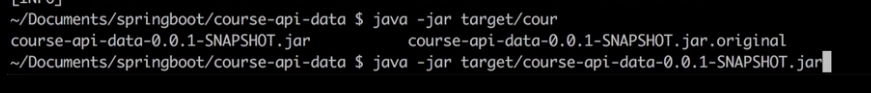 [INFO]
~/Documents/springboot/course-api-data $ java -jar target/cour
course-api-data-0.0.1-SNAPSHOT.jar course-api-data-0.0.1-SNAPSHOT.jar.original
~/Documents/springboot/course-api-data $ java -jar target/course-api-data-0.0.1-SNAPSHOT.jar